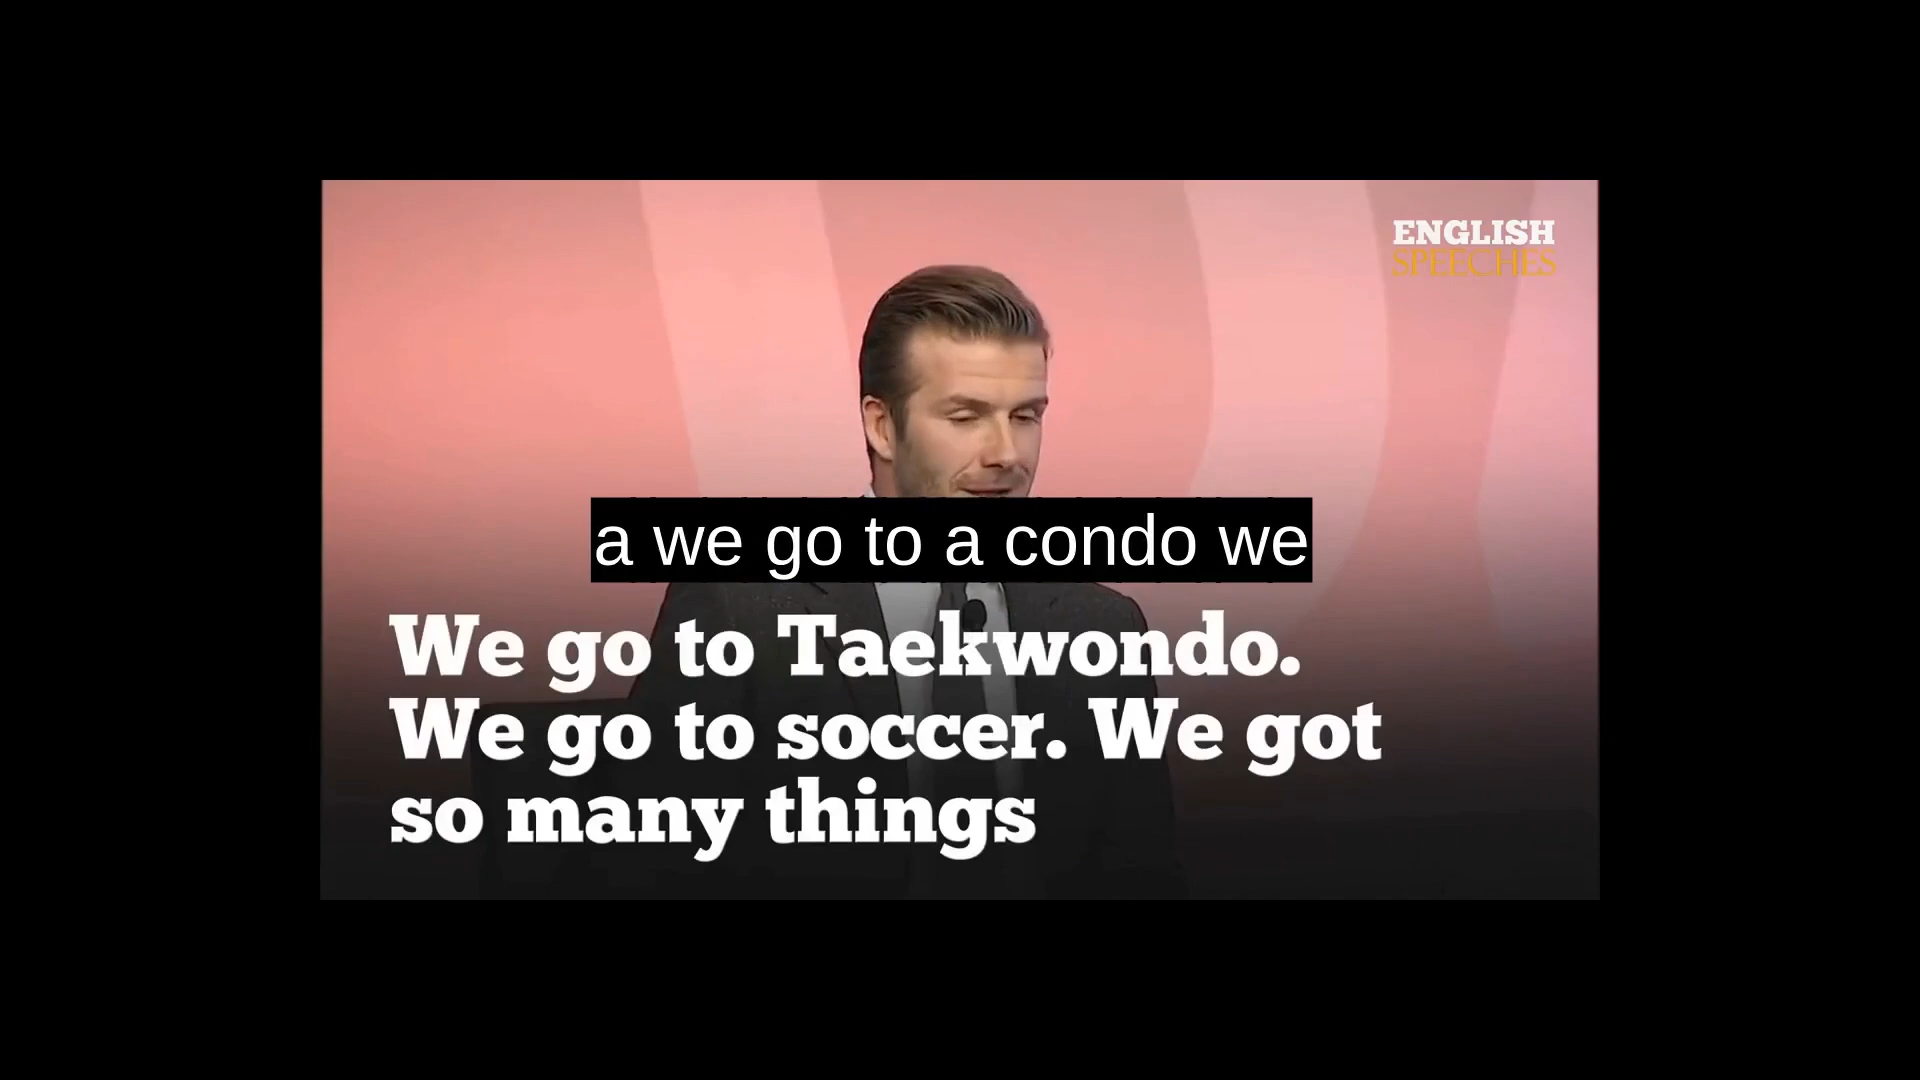 ENGLISH
SPEECHES
a we go to a condo we
We go to Taekwondo.
We go to soccer. We got
so many things